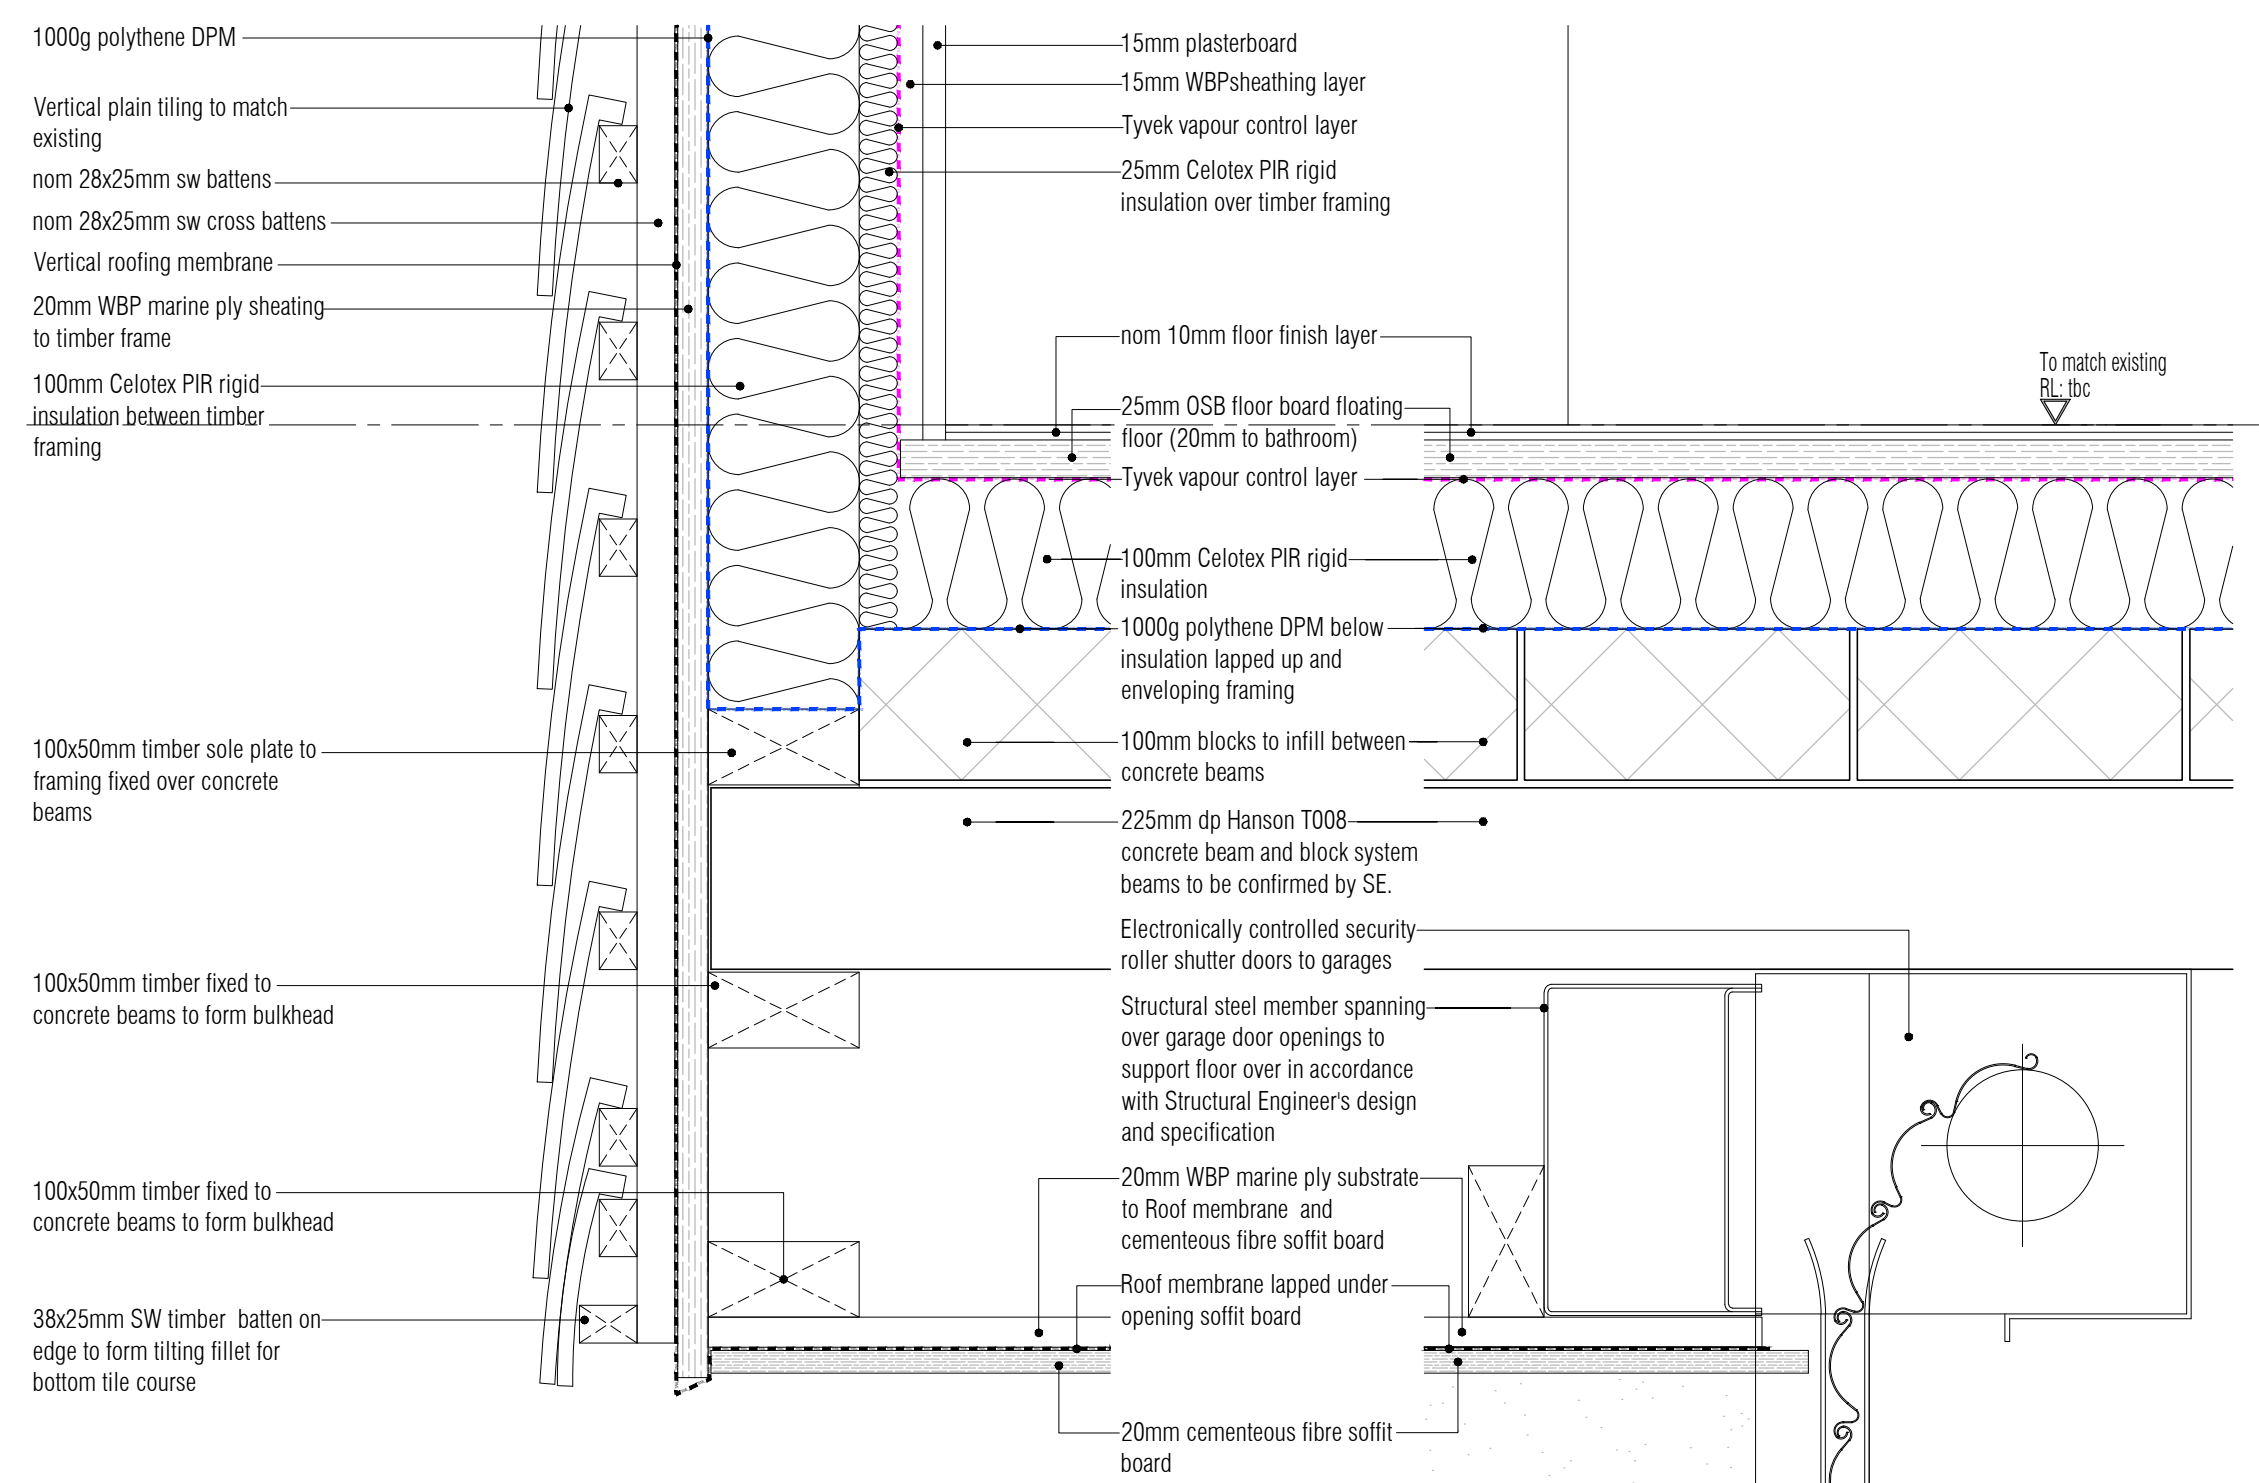 1000g polythene DPM
Vertical plain tiling to match
existing
nom 28x25mm sw battens
nom 28x25mm sw cross battens
Vertical roofing membrane
20mm WBP marine ply sheating
to timber frame
100mm Celotex PIR rigid
insulation between timber
framing
100x50mm timber sole plate to
framing fixed over concrete
beams
100x50mm timber fixed to
concrete beams to form bulkhead
100x50mm timber fixed to
concrete beams to form bulkhead
38x25mm SW timber  batten on
edge to form tilting fillet for
bottom tile course
15mm plasterboard
15mm WBPsheathing layer
Tyvek vapour control layer
25mm Celotex PIR rigid
insulation over timber framing
nom 10mm floor finish layer
25mm OSB floor board floating
floor (20mm to bathroom)
Tyvek vapour control layer
100mm Celotex PIR rigid
insulation
1000g polythene DPM below
insulation lapped up and
enveloping framing
100mm blocks to infill between
concrete beams
225mm dp Hanson T008
concrete beam and block system
beams to be confirmed by SE.
Electronically controlled security
roller shutter doors to garages
Structural steel member spanning
over garage door openings to
support floor over in accordance
with Structural Engineer's design
and specification
20mm WBP marine ply substrate
to Roof membrane  and
cementeous fibre soffit board
Roof membrane lapped under
opening soffit board
20mm cementeous fibre soffit
board
To match existing
RL: tbc